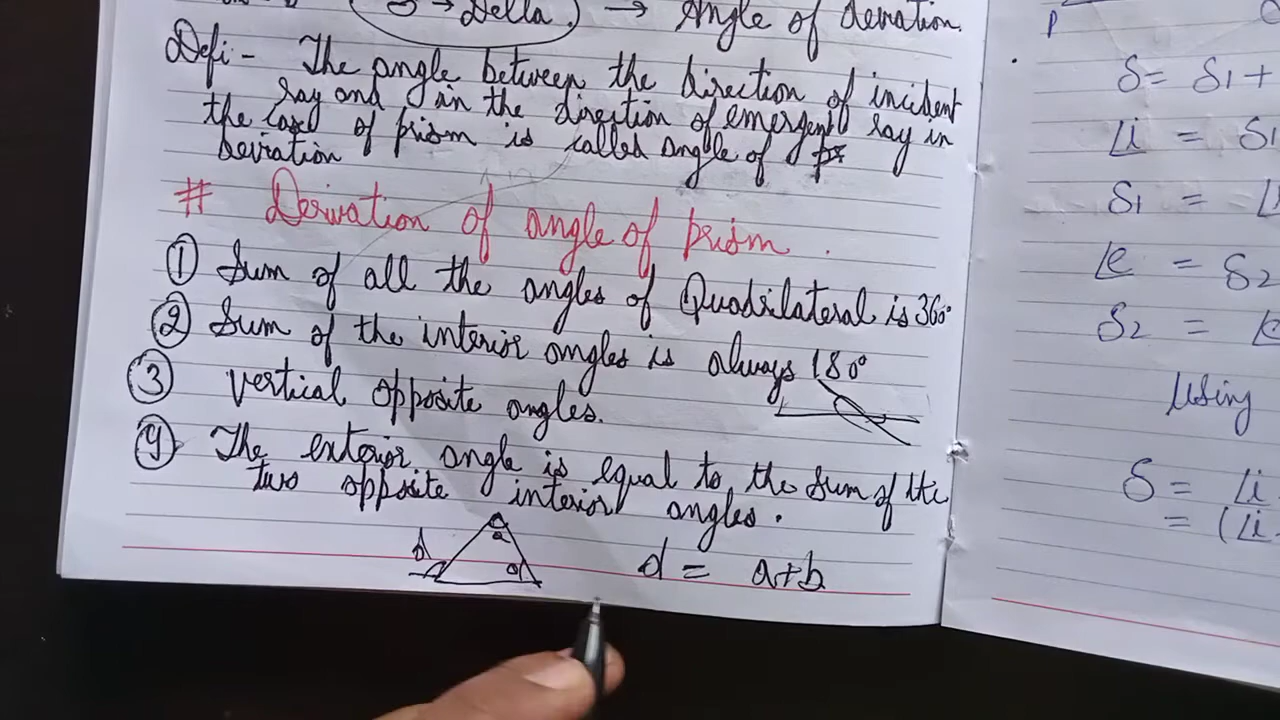 δ → Della → Angle of deviation
Defi- The angle between the direction of incident
ray and in the direction of emergent ray in
the case of prism is called angle of
deviation
# Derivation of angle of prism.
① Sum of all the angles of Quadrilateral is 360°
② Sum of the interior angles is always 180°
③ Vertical opposite angles.
④ The exterior angle is equal to the sum of the
two opposite interior angles.
d = a+b
P
δ = δ1 +
∠i = δ1
δ1 = ∠
∠e = δ2
δ2 = ∠e
Using
δ = ∠i
= (∠i